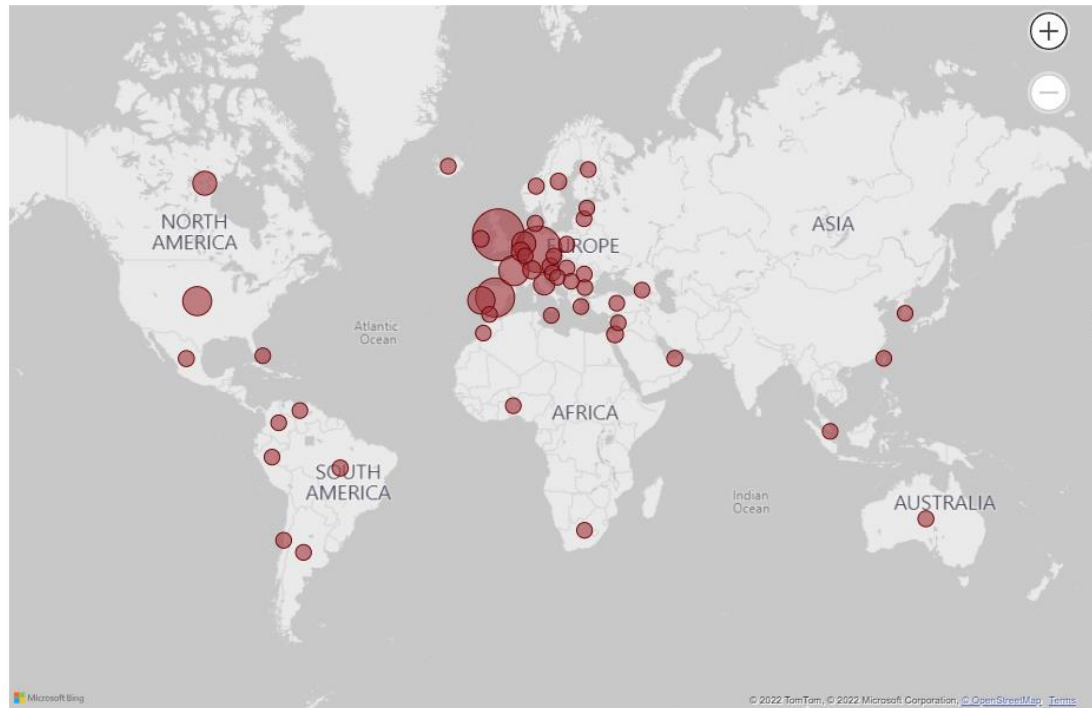 +
−
NORTH
AMERICA
ASIA
EUROPE
Atlantic
Ocean
AFRICA
SOUTH
AMERICA
Indian
Ocean
AUSTRALIA
Microsoft Bing
© 2022 TomTom, © 2022 Microsoft Corporation, © OpenStreetMap Terms